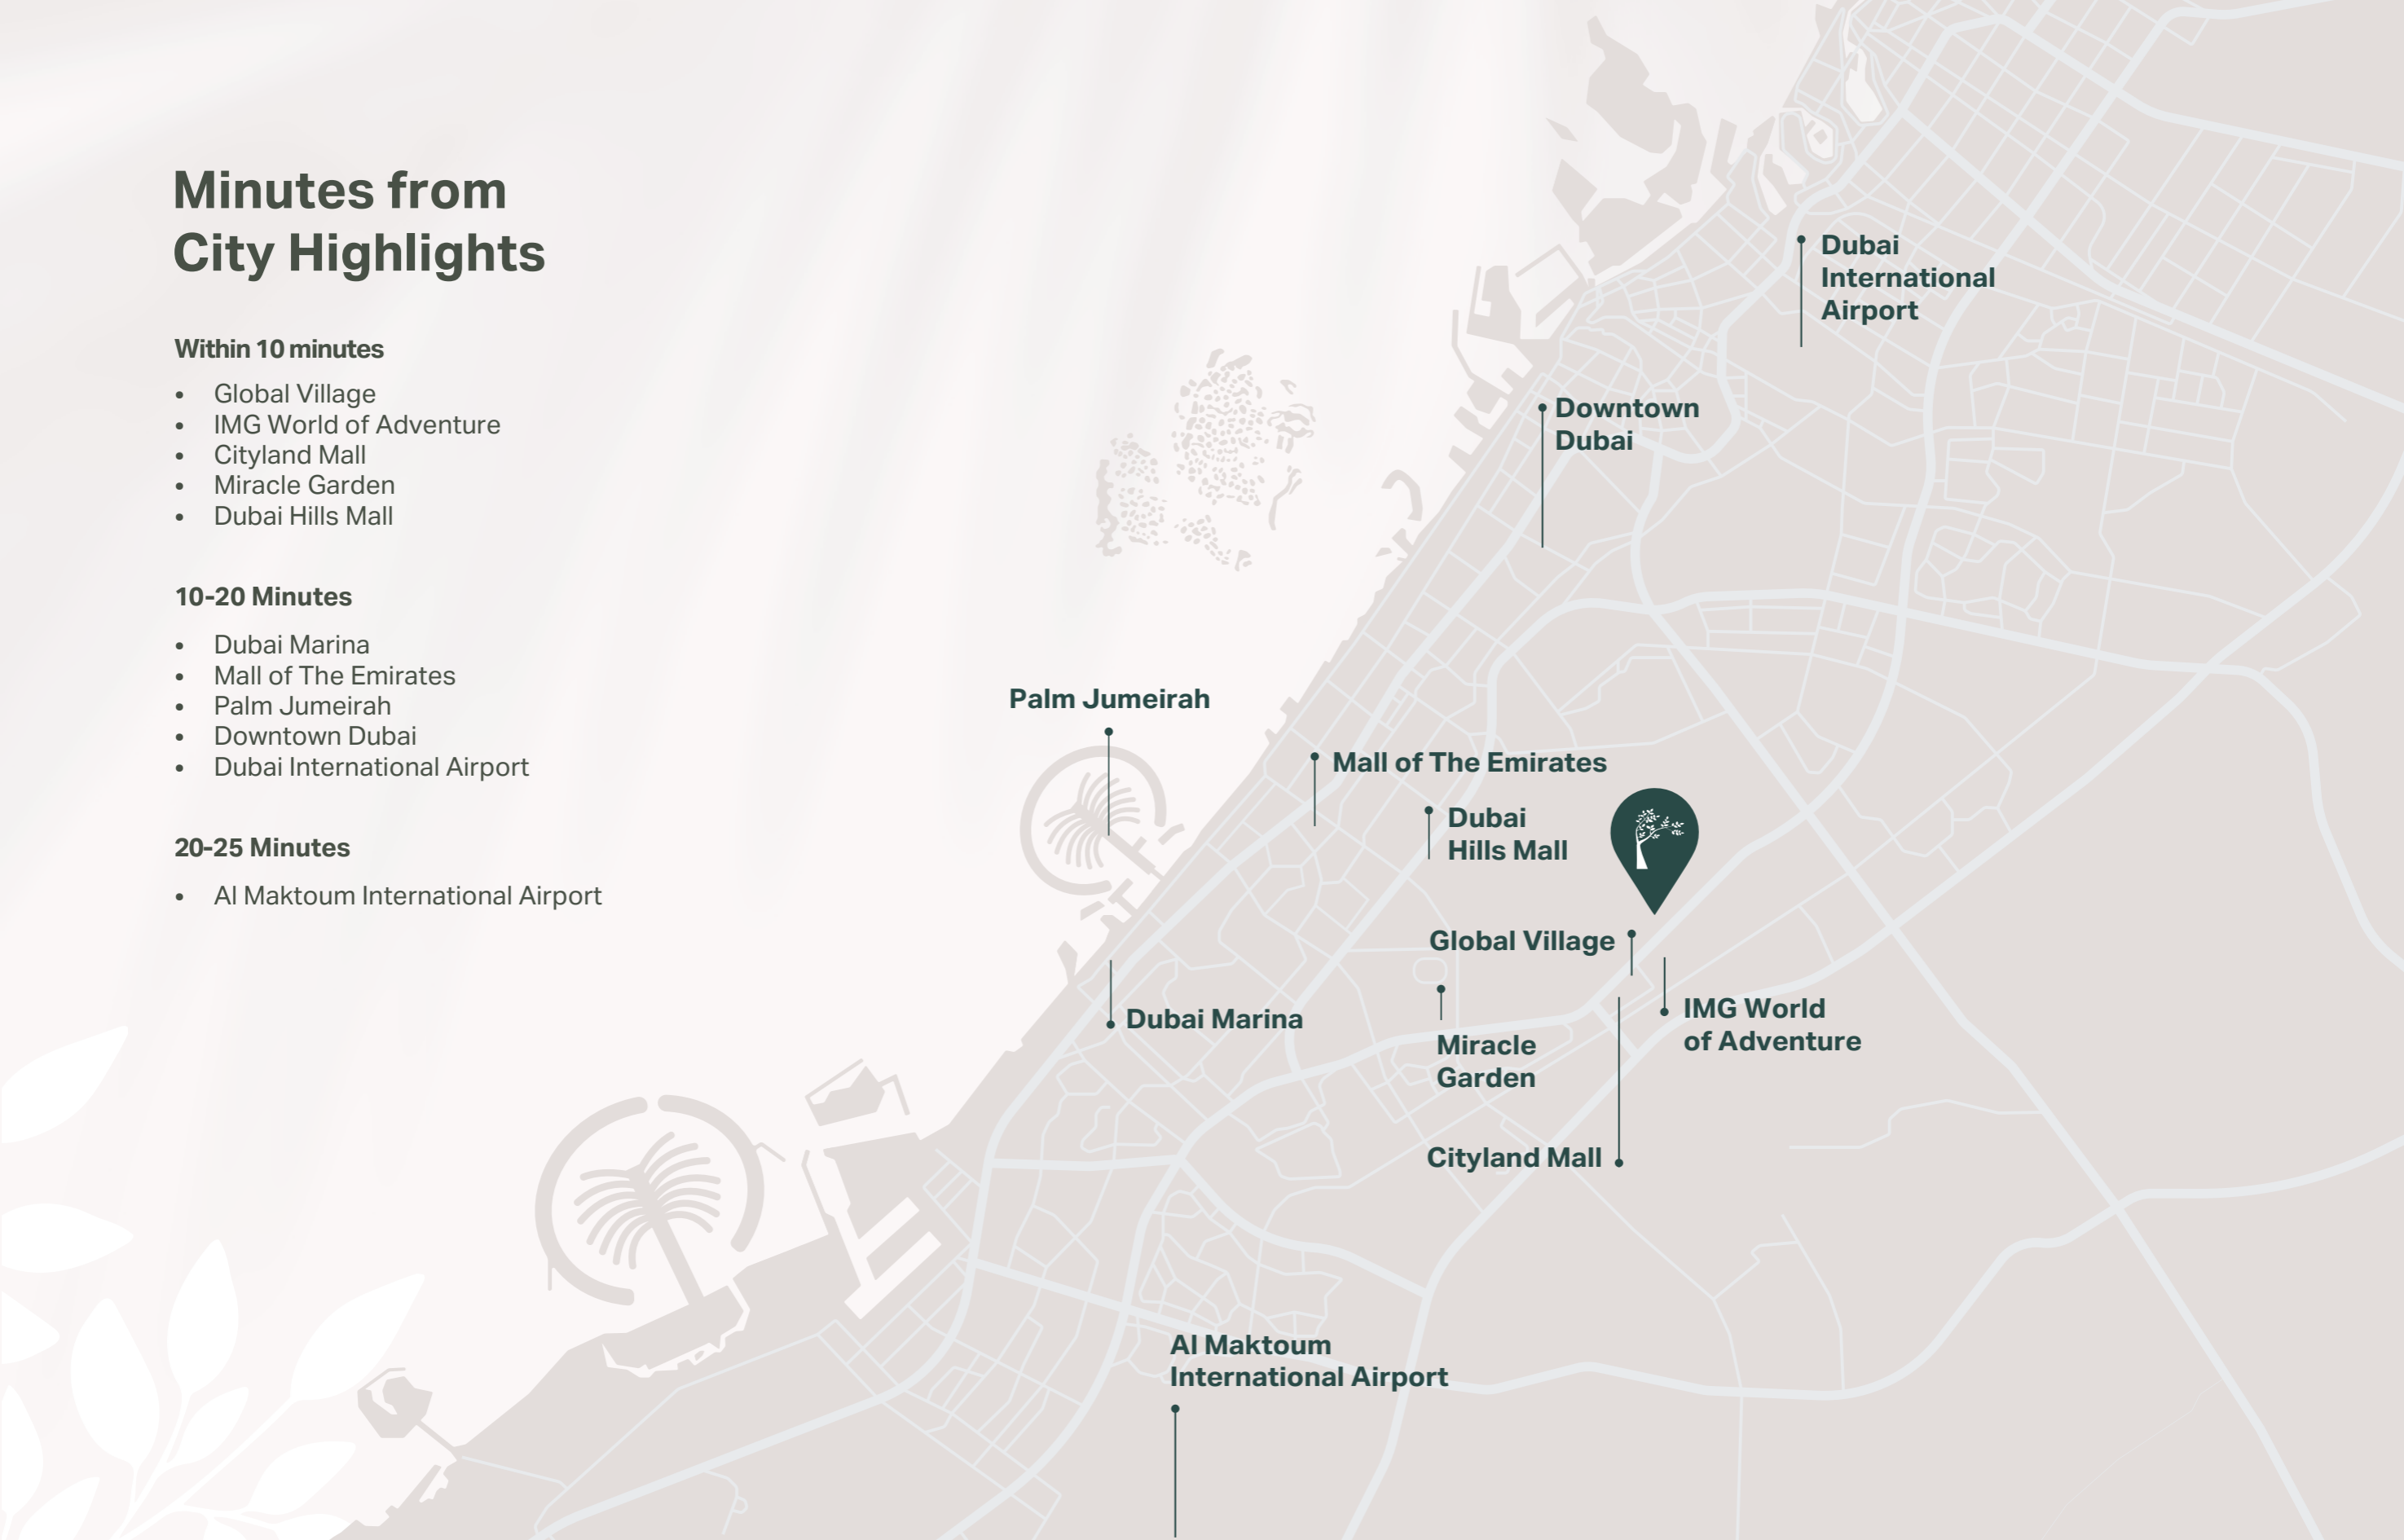 Minutes from
City Highlights
Within 10 minutes
• Global Village
• IMG World of Adventure
• Cityland Mall
• Miracle Garden
• Dubai Hills Mall
10-20 Minutes
• Dubai Marina
• Mall of The Emirates
• Palm Jumeirah
• Downtown Dubai
• Dubai International Airport
20-25 Minutes
• Al Maktoum International Airport
Dubai
International
Airport
Downtown
Dubai
Palm Jumeirah
Mall of The Emirates
Dubai
Hills Mall
Global Village
IMG World
of Adventure
Dubai Marina
Miracle
Garden
Cityland Mall
Al Maktoum
International Airport